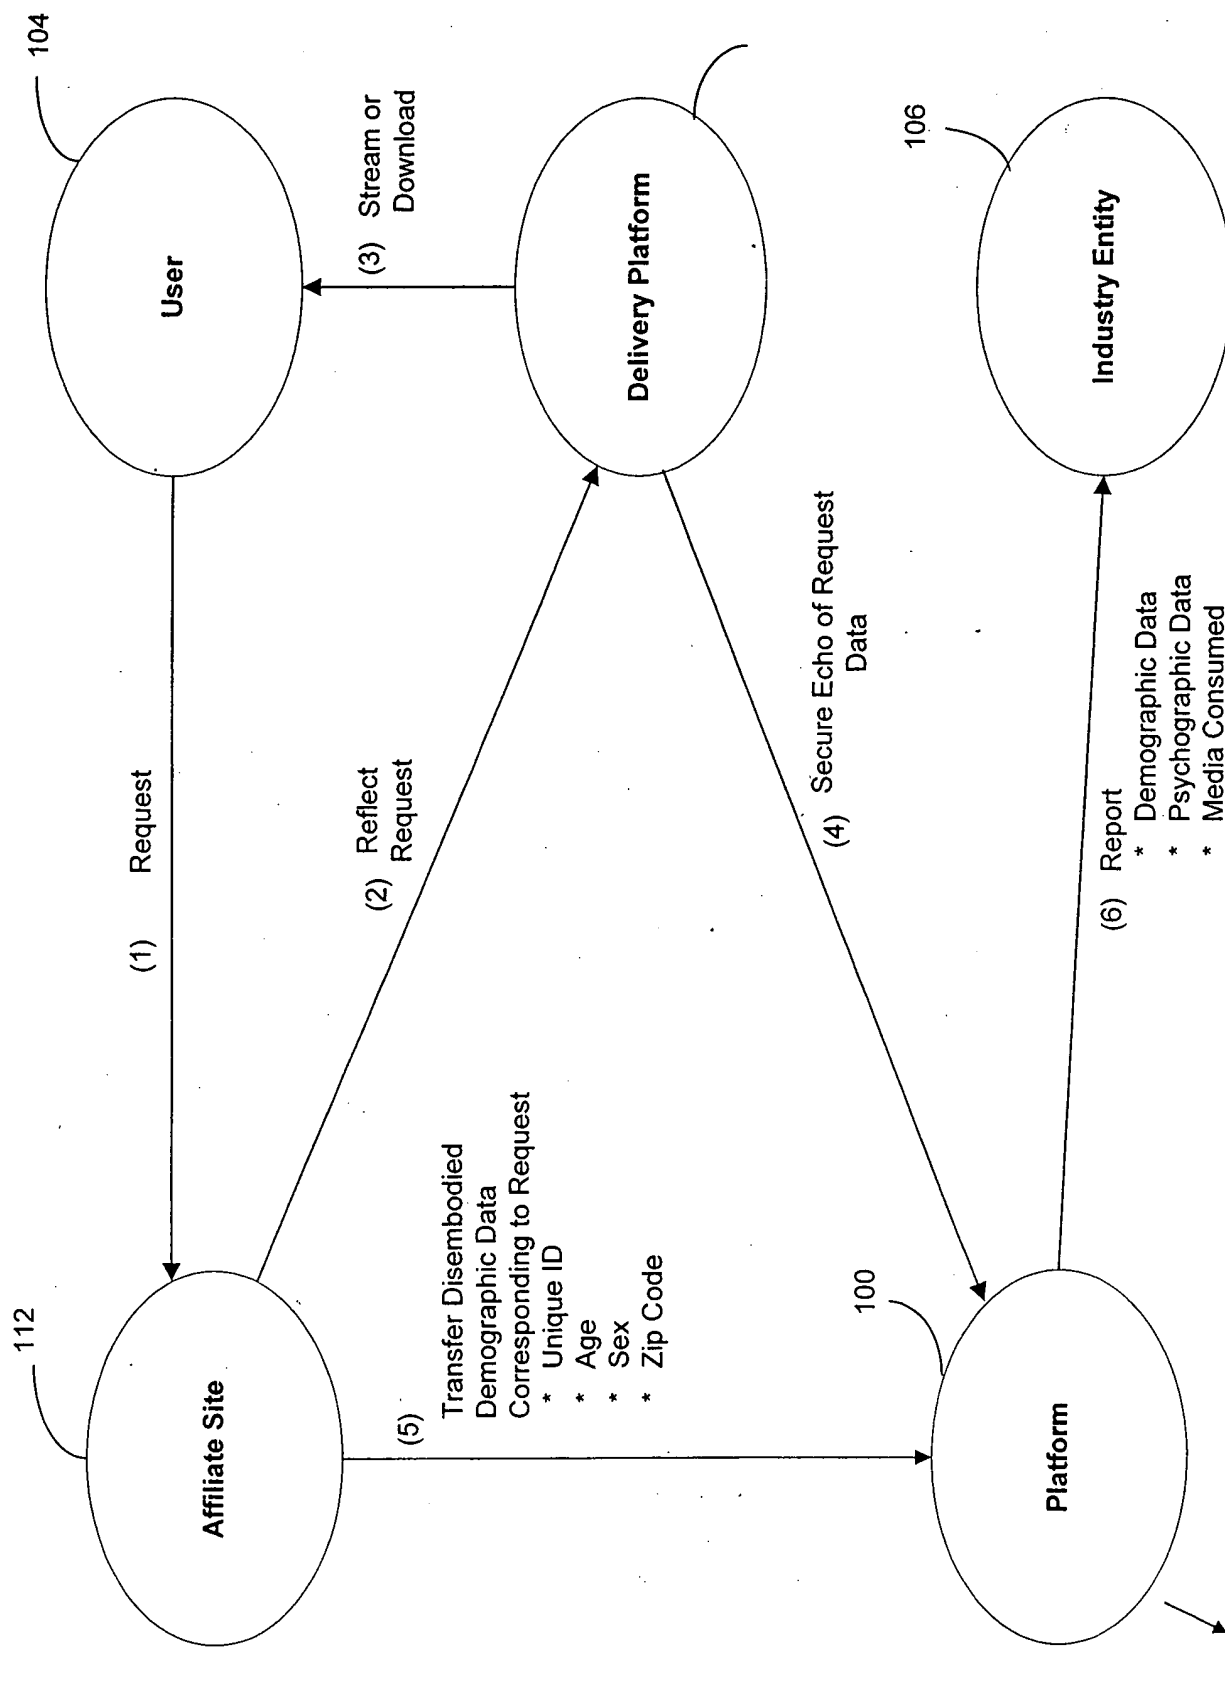 112
Affiliate Site
(1) Request
User
104
(2) Reflect
Request
(3) Stream or
Download
Delivery Platform
(5)
Transfer Disembodied
Demographic Data
Corresponding to Request
* Unique ID
* Age
* Sex
* Zip Code
(4) Secure Echo of Request
Data
100
Platform
(6) Report
* Demographic Data
* Psychographic Data
* Media Consumed
106
Industry Entity